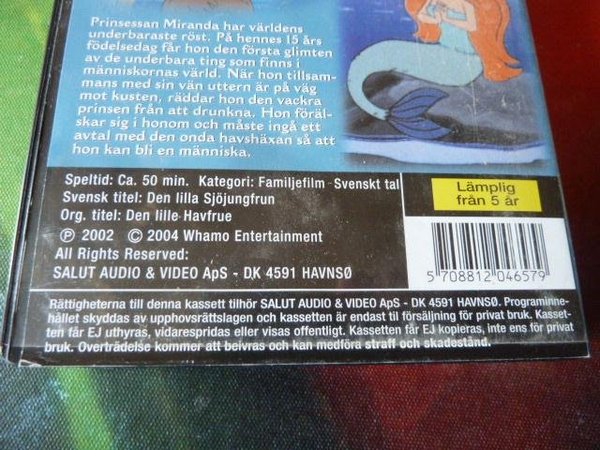 Prinsessan Miranda har världens
underbaraste röst. På hennes 15 års
födelsedag får hon den första glimten
av de underbara ting som finns i
människornas värld. När hon tillsam-
mans med sin vän uttern är på väg
mot kusten, räddar hon den vackra
prinsen från att drunkna. Hon föräl-
skar sig i honom och måste ingå ett
avtal med den onda havshäxan så att
hon kan bli en människa.
Speltid: Ca. 50 min. Kategori: Familjefilm - Svenskt tal
Svensk titel: Den lilla Sjöjungfrun
Org. titel: Den lille Havfrue
℗ 2002 © 2004 Whamo Entertainment
All Rights Reserved:
SALUT AUDIO & VIDEO ApS - DK 4591 HAVNSØ
Lämplig
från 5 år
5 708812 046579
Rättigheterna till denna kassett tilhör SALUT AUDIO & VIDEO ApS - DK 4591 HAVNSØ. Programinne-
hållet skyddas av upphovsrättslagen och kassetten är endast til försäljning för privat bruk. Kasset-
ten får EJ uthyras, vidarespridas eller visas offentligt. Kassetten får EJ kopieras, inte ens för privat
bruk. Overträdelse kommer att beivras och kan medföra straff och skadestånd.